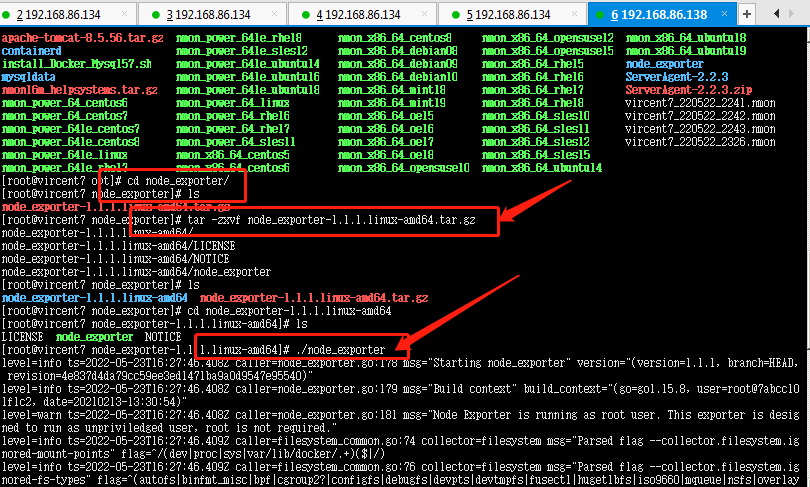 2 192.168.86.134 3 192.168.86.134 4 192.168.86.134 5 192.168.86.134 6 192.168.86.138
apache-tomcat-8.5.56.tar.gz nmon_power_64le_rhel8 nmon_x86_64_centos8 nmon_x86_64_opensuse12 nmon_x86_64_ubuntu18
containerd nmon_power_64le_sles12 nmon_x86_64_debian08 nmon_x86_64_opensuse15 nmon_x86_64_ubuntu19
install_Docker_Mysql57.sh nmon_power_64le_ubuntu14 nmon_x86_64_debian09 nmon_x86_64_rhel5 node_exporter
mysqldata nmon_power_64le_ubuntu16 nmon_x86_64_debian10 nmon_x86_64_rhel6 ServerAgent-2.2.3
nmon16m_helpsystems.tar.gz nmon_power_64le_ubuntu18 nmon_x86_64_mint18 nmon_x86_64_rhel7 ServerAgent-2.2.3.zip
nmon_power_64_centos6 nmon_power_64_linux nmon_x86_64_mint19 nmon_x86_64_rhel8 vircent7_220522_2241.nmon
nmon_power_64le_centos7 nmon_power_64_rhel6 nmon_x86_64_oel5 nmon_x86_64_sles10 vircent7_220522_2242.nmon
nmon_power_64_centos7 nmon_power_64_rhel7 nmon_x86_64_oel6 nmon_x86_64_sles11 vircent7_220522_2243.nmon
nmon_power_64_sles11 nmon_x86_64_oel7 nmon_x86_64_sles12 vircent7_220522_2326.nmon
nmon_power_64le_linux nmon_x86_64_centos5 nmon_x86_64_oel8 nmon_x86_64_sles15
nmon_power_64le_rhel7 nmon_x86_64_centos6 nmon_x86_64_opensuse10 nmon_x86_64_ubuntu14
[root@vircent7 opt]# cd node_exporter/
[root@vircent7 node_exporter]# ls
node_exporter-1.1.1.linux-amd64.tar.gz
[root@vircent7 node_exporter]# tar -zxvf node_exporter-1.1.1.linux-amd64.tar.gz
node_exporter-1.1.1.linux-amd64/
node_exporter-1.1.1.linux-amd64/LICENSE
node_exporter-1.1.1.linux-amd64/NOTICE
node_exporter-1.1.1.linux-amd64/node_exporter
[root@vircent7 node_exporter]# ls
node_exporter-1.1.1.linux-amd64 node_exporter-1.1.1.linux-amd64.tar.gz
[root@vircent7 node_exporter]# cd node_exporter-1.1.1.linux-amd64
[root@vircent7 node_exporter-1.1.1.linux-amd64]# ls
LICENSE node_exporter NOTICE
[root@vircent7 node_exporter-1.1.1.linux-amd64]# ./node_exporter
level=info ts=2022-05-23T16:27:46.408Z caller=node_exporter.go:178 msg="Starting node_exporter" version="(version=1.1.1, branch=HEAD,
revision=4e837d4da79cc59ee3ed1471ba9a0d9547e95540)"
level=info ts=2022-05-23T16:27:46.408Z caller=node_exporter.go:179 msg="Build context" build_context="(go=go1.15.8, user=root@7abcc10
1f1c2, date=20210213-13:30:54)"
level=warn ts=2022-05-23T16:27:46.409Z caller=node_exporter.go:181 msg="Node Exporter is running as root user. This exporter is desig
ned to run as unpriviledged user, root is not required."
level=info ts=2022-05-23T16:27:46.409Z caller=filesystem_common.go:74 collector=filesystem msg="Parsed flag --collector.filesystem.ig
nored-mount-points" flag=^/(dev|proc|sys|var/lib/docker/.+)($|/)
level=info ts=2022-05-23T16:27:46.409Z caller=filesystem_common.go:76 collector=filesystem msg="Parsed flag --collector.filesystem.ig
nored-fs-types" flag=^(autofs|binfmt_misc|bpf|cgroup2?|configfs|debugfs|devpts|devtmpfs|fusectl|hugetlbfs|iso9660|mqueue|nsfs|overlay